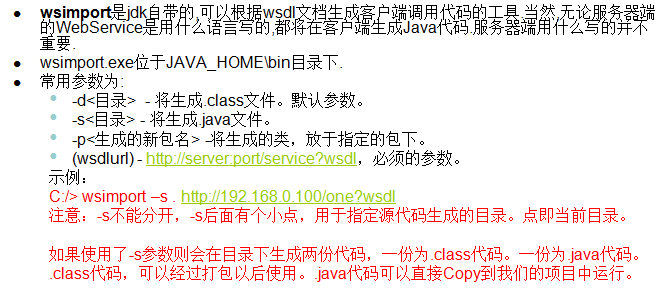 wsimport是jdk自带的,可以根据wsdl文档生成客户端调用代码的工具.当然,无论服务器端
的WebService是用什么语言写的,都将在客户端生成Java代码.服务器端用什么写的并不
重要.
wsimport.exe位于JAVA_HOME\bin目录下.
常用参数为:
-d<目录> - 将生成.class文件。默认参数。
-s<目录> - 将生成.java文件。
-p<生成的新包名> -将生成的类，放于指定的包下。
(wsdlurl) - http://server:port/service?wsdl，必须的参数。
示例：
C:/> wsimport –s . http://192.168.0.100/one?wsdl
注意：-s不能分开，-s后面有个小点，用于指定源代码生成的目录。点即当前目录。
如果使用了-s参数则会在目录下生成两份代码，一份为.class代码。一份为.java代码。
.class代码，可以经过打包以后使用。.java代码可以直接Copy到我们的项目中运行。